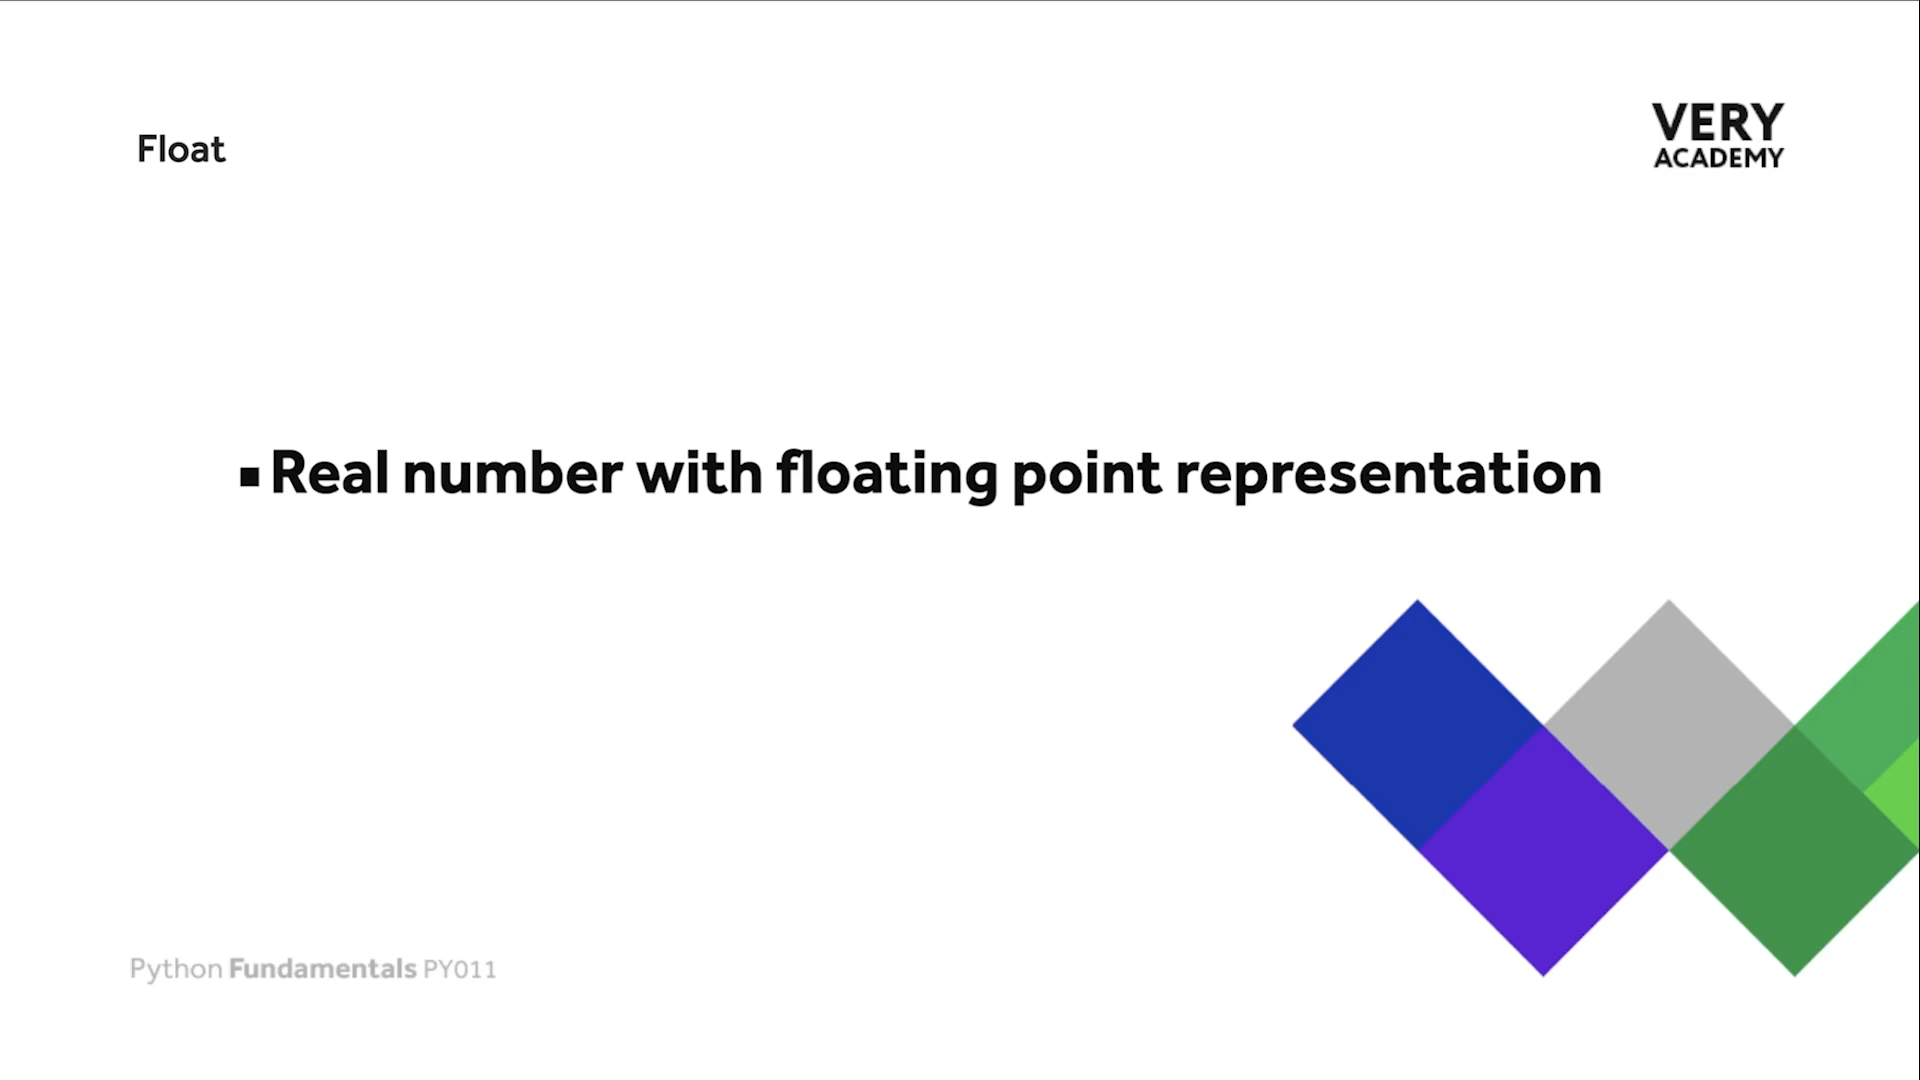 Float
VERY
ACADEMY
▪Real number with floating point representation
Python Fundamentals PY011